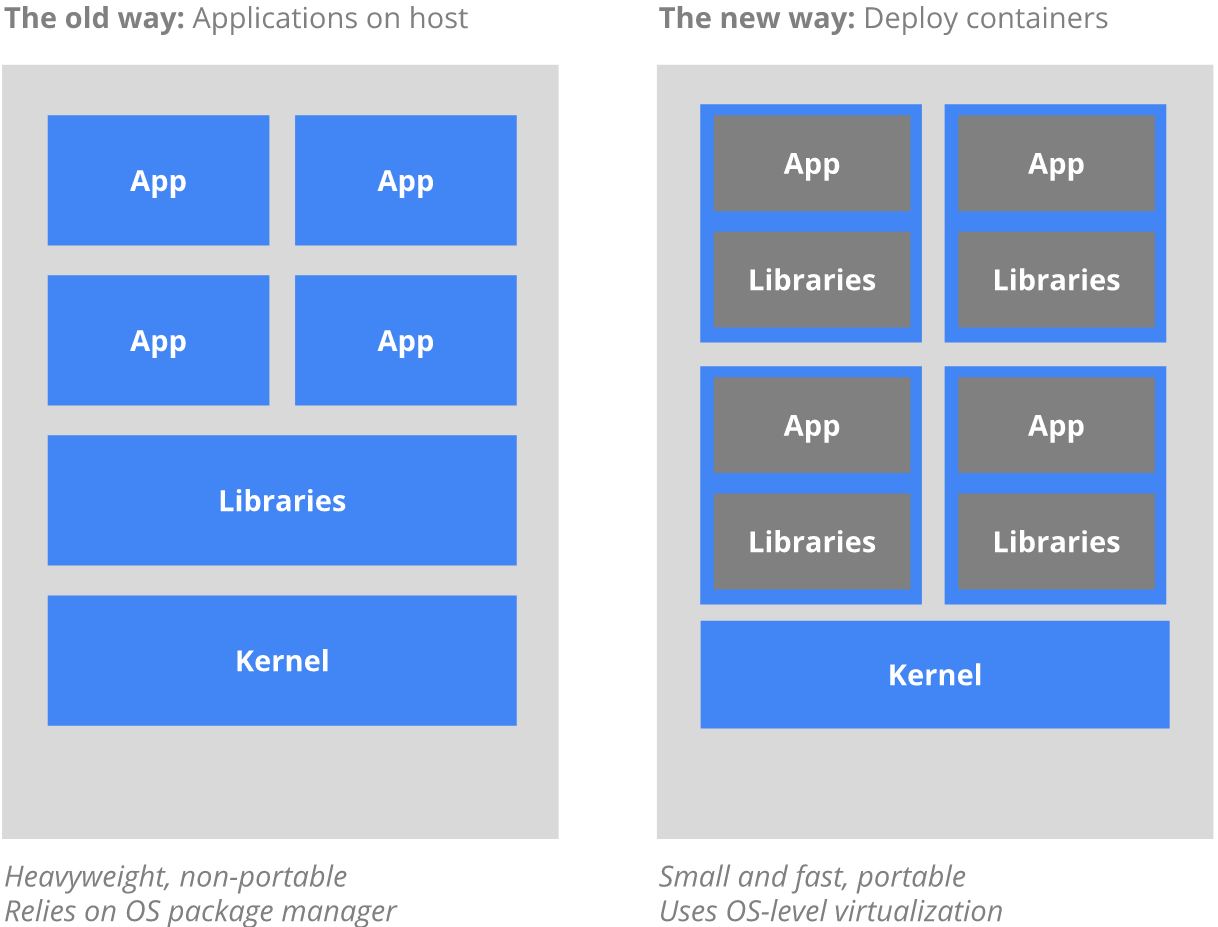 The old way: Applications on host
App
App
App
App
Libraries
Kernel
Heavyweight, non-portable
Relies on OS package manager
The new way: Deploy containers
App
App
Libraries
Libraries
App
App
Libraries
Libraries
Kernel
Small and fast, portable
Uses OS-level virtualization